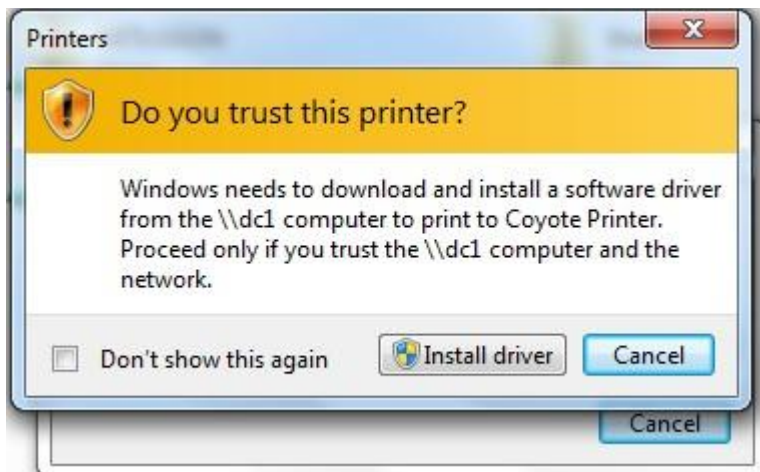 Printers
Do you trust this printer?
Windows needs to download and install a software driver
from the \\dc1 computer to print to Coyote Printer.
Proceed only if you trust the \\dc1 computer and the
network.
Don't show this again
Install driver
Cancel
Cancel